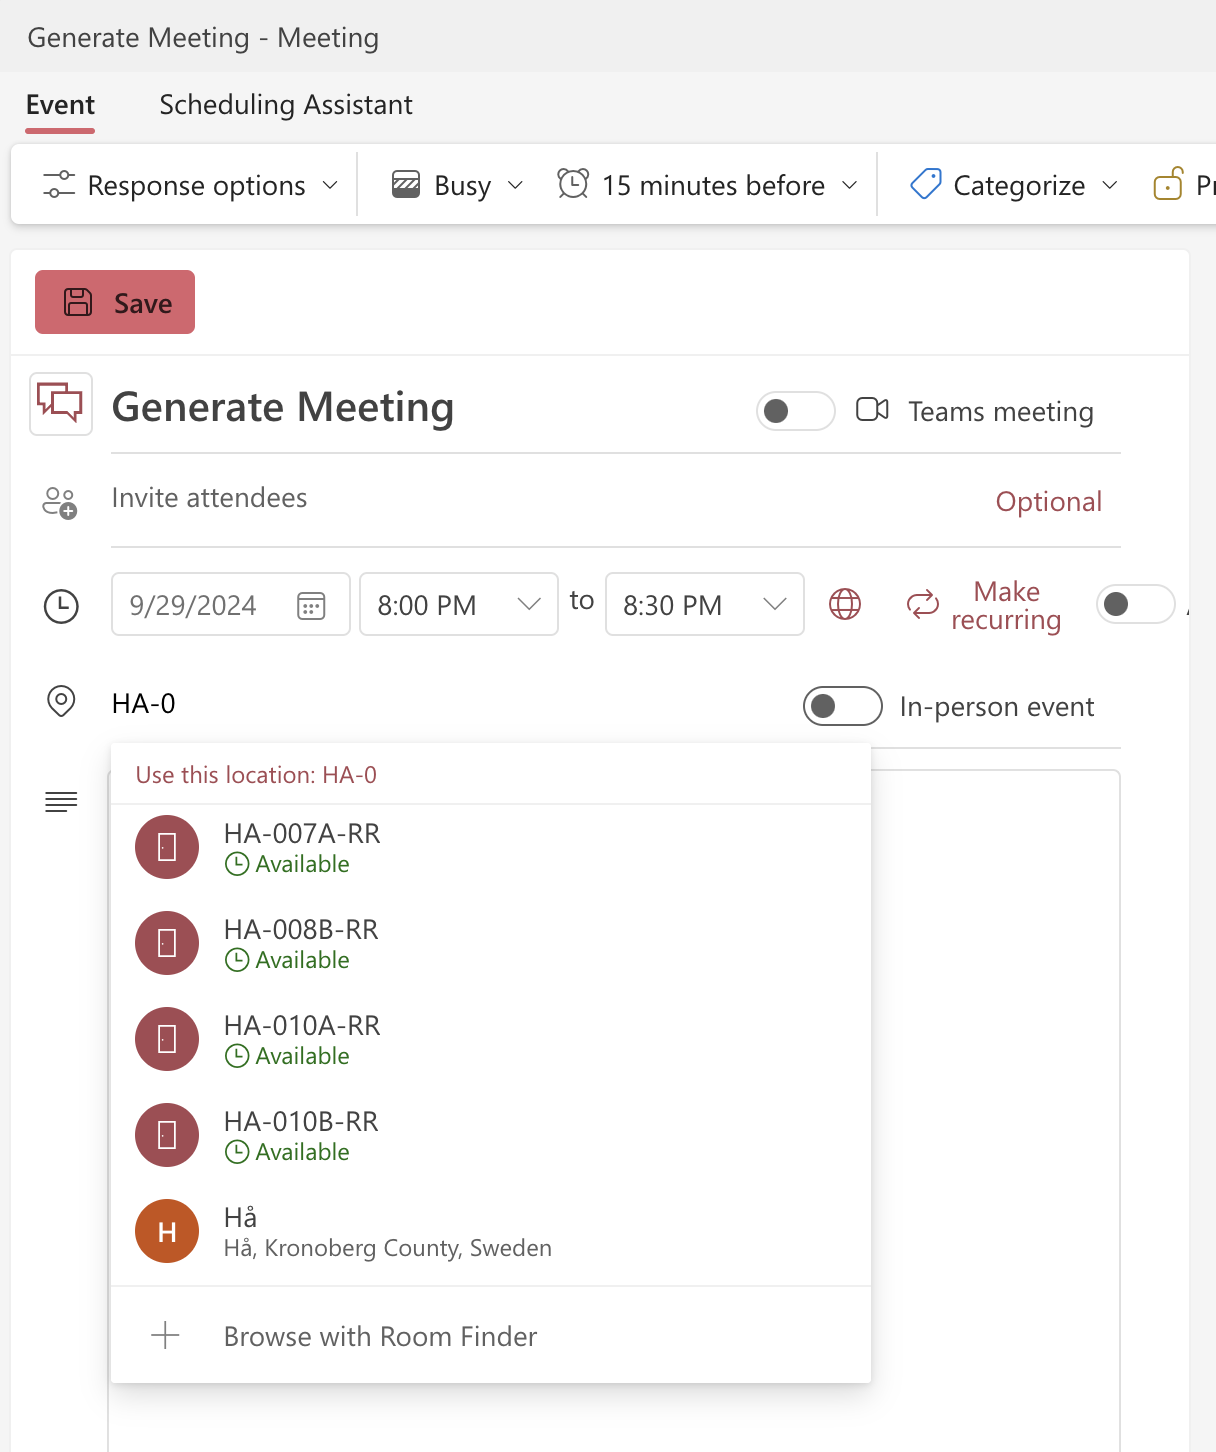 Generate Meeting - Meeting
Event Scheduling Assistant
Response options Busy 15 minutes before Categorize
Save
Generate Meeting Teams meeting
Invite attendees Optional
9/29/2024 8:00 PM to 8:30 PM Make recurring
HA-0 In-person event
Use this location: HA-0
HA-007A-RR
Available
HA-008B-RR
Available
HA-010A-RR
Available
HA-010B-RR
Available
H Hå
Hå, Kronoberg County, Sweden
Browse with Room Finder